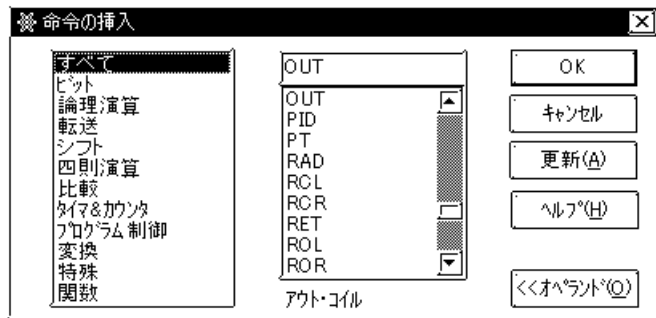 命令の挿入
すべて
ビット
論理演算
転送
シフト
四則演算
比較
タイマ&カウンタ
プログラム制御
変換
特殊
関数
OUT
OUT
PID
PT
RAD
RCL
RCR
RET
ROL
ROR
アウト・コイル
OK
キャンセル
更新(A)
ヘルプ(H)
<<オペランド(O)